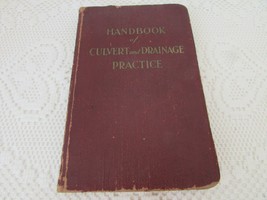 HANDBOOK
of
CULVERT and DRAINAGE
PRACTICE